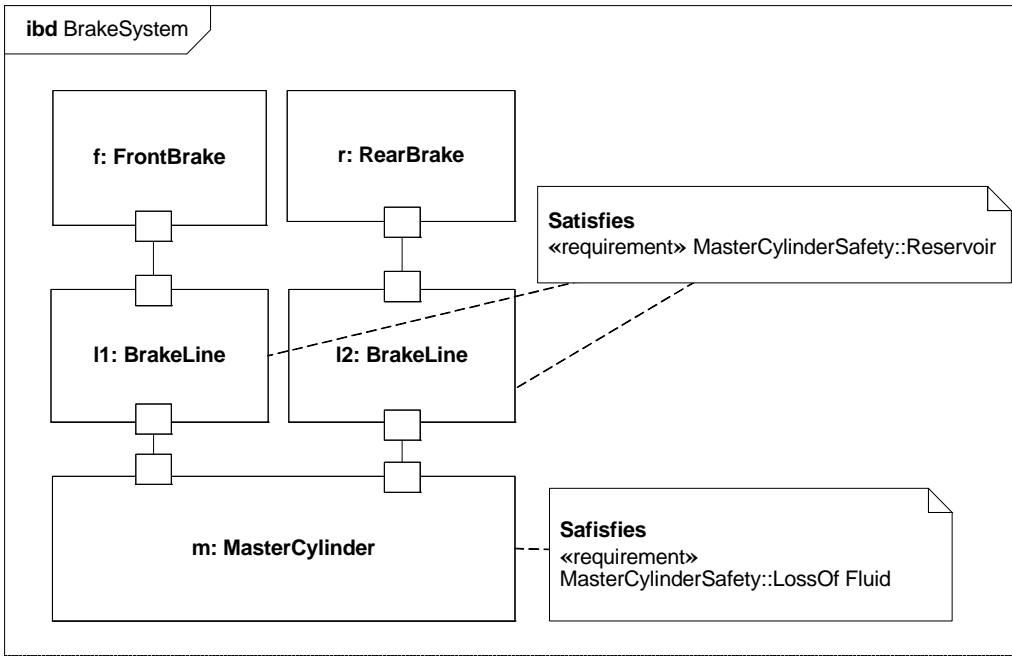 ibd BrakeSystem
f: FrontBrake
r: RearBrake
Satisfies
«requirement» MasterCylinderSafety::Reservoir
l1: BrakeLine
l2: BrakeLine
m: MasterCylinder
Safisfies
«requirement»
MasterCylinderSafety::LossOf Fluid